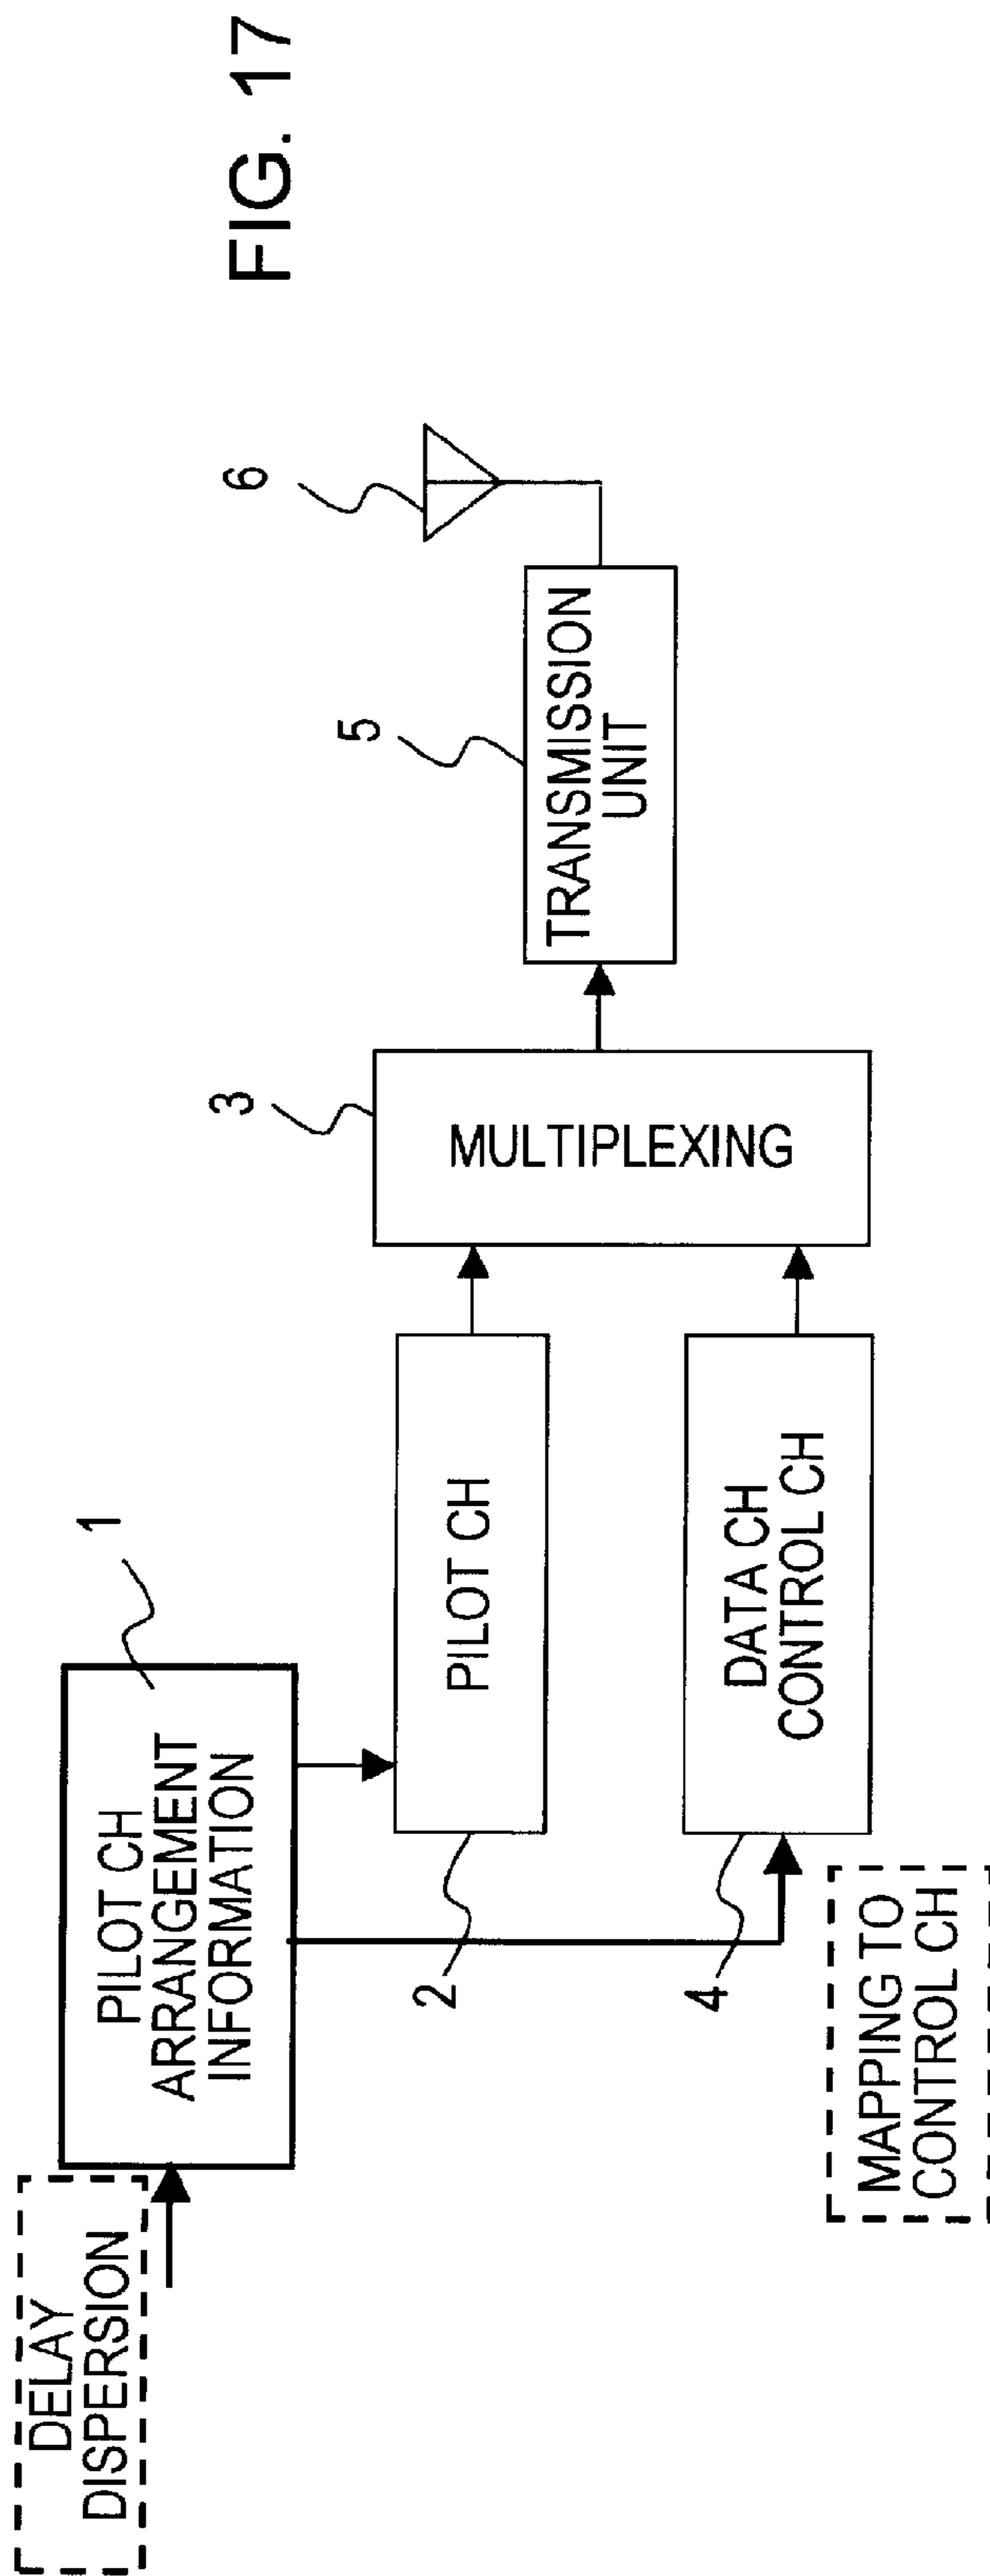 FIG. 17
DELAY
DISPERSION
PILOT CH
ARRANGEMENT
INFORMATION
1
PILOT CH
2
DATA CH
CONTROL CH
4
MAPPING TO
CONTROL CH
MULTIPLEXING
3
TRANSMISSION
UNIT
5
6